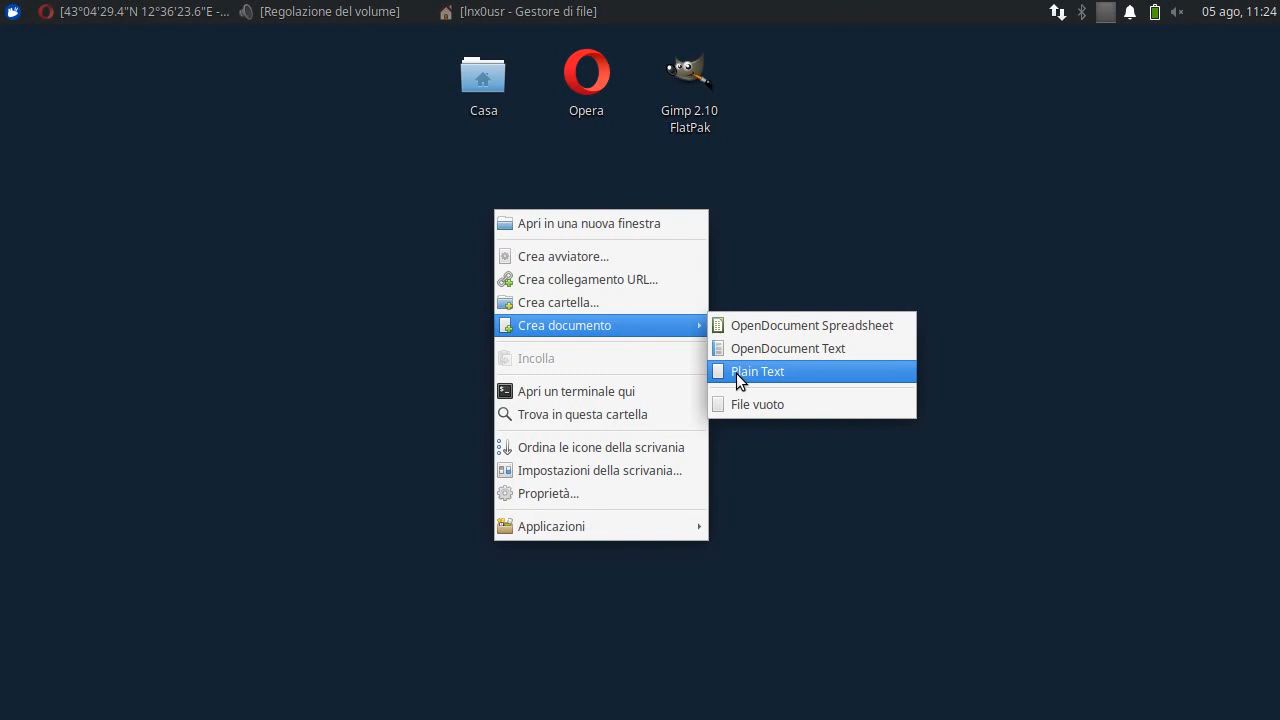 [43°04'29.4"N 12°36'23.6"E -...
[Regolazione del volume]
[lnx0usr - Gestore di file]
05 ago, 11:24
Casa
Opera
Gimp 2.10
FlatPak
Apri in una nuova finestra
Crea avviatore...
Crea collegamento URL...
Crea cartella...
Crea documento
Incolla
Apri un terminale qui
Trova in questa cartella
Ordina le icone della scrivania
Impostazioni della scrivania...
Proprietà...
Applicazioni
OpenDocument Spreadsheet
OpenDocument Text
Plain Text
File vuoto